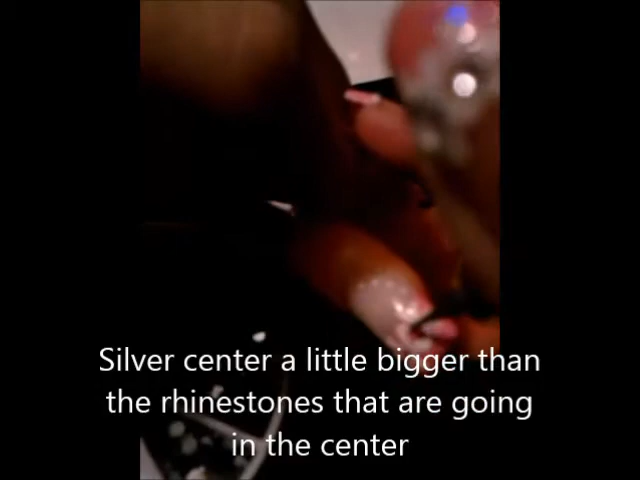 Silver center a little bigger than
the rhinestones that are going
in the center